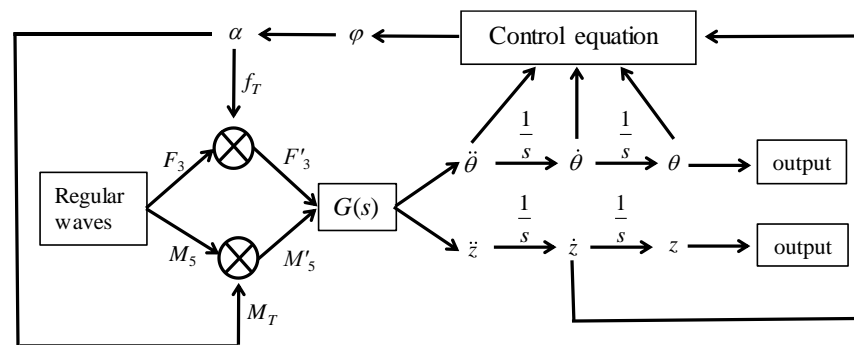 α φ Control equation
f_T
F_3 F'_3
1/s 1/s
θ̈ θ̇ θ output
Regular
waves
G(s)
1/s 1/s
M_5 M'_5 z̈ ż z output
M_T